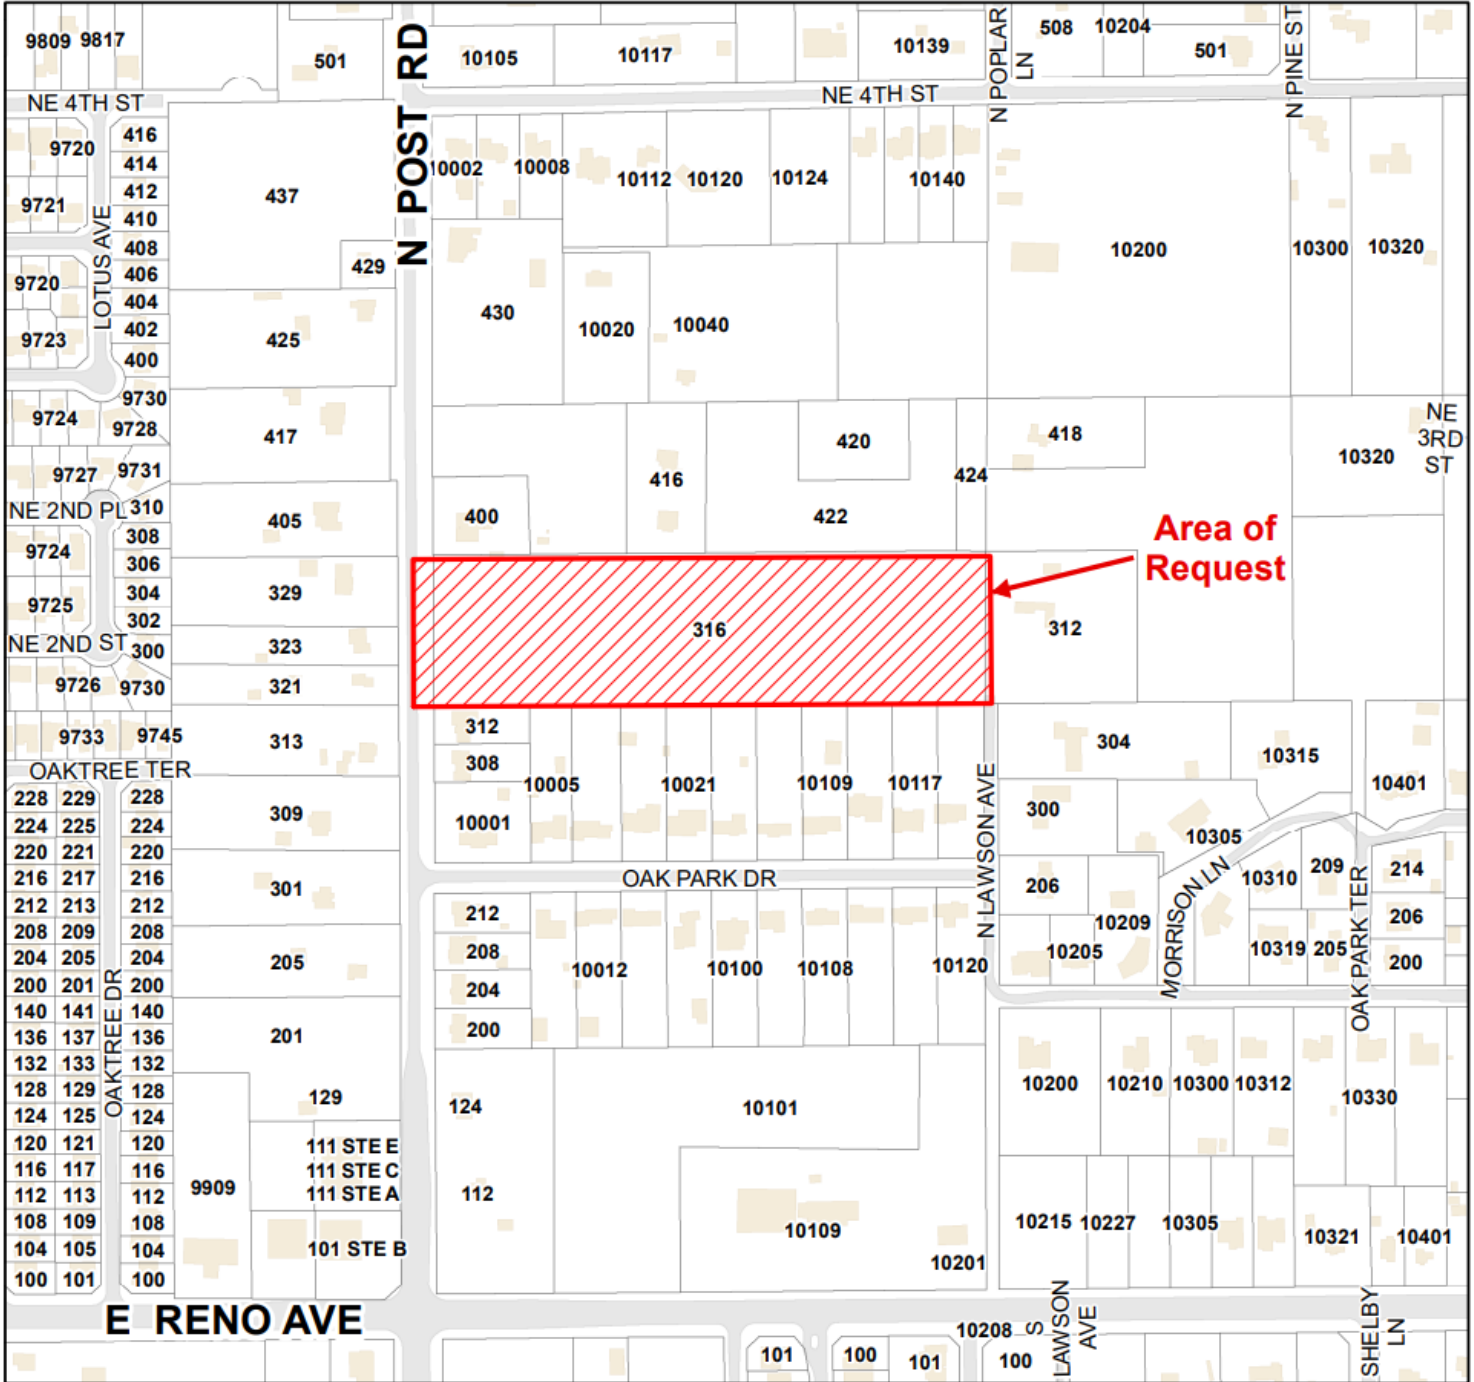 9809 9817
501
10105
10117
10139
508
10204
501
N POST RD
N POPLAR
LN
N PINE ST
NE 4TH ST
NE 4TH ST
9720
9721
9720
9723
LOTUS AVE
416
414
412
410
408
406
404
402
400
437
429
425
10002
10008
10112
10120
10124
10140
430
10020
10040
10200
10300
10320
9724
9730
9728
9727
9731
417
416
420
424
418
10320
NE
3RD
ST
NE 2ND PL
310
308
306
304
302
300
9724
9725
NE 2ND ST
9726
9730
405
329
323
321
400
422
Area of
Request
316
312
9733
9745
OAKTREE TER
313
309
301
205
201
129
312
308
10001
10005
10021
10109
10117
N LAWSON AVE
304
10315
10401
300
10305
206
10209
10205
MORRISON LN
10310
209
214
206
10319
205
200
OAK PARK TER
OAK PARK DR
212
208
204
200
10012
10100
10108
10120
228 229 228
224 225 224
220 221 220
216 217 216
212 213 212
208 209 208
204 205 204
200 201 200
140 141 140
136 137 136
132 133 132
128 129 128
124 125 124
120 121 120
116 117 116
112 113 112
108 109 108
104 105 104
100 101 100
OAKTREE DR
9909
111 STE E
111 STE C
111 STE A
101 STE B
124
112
10101
10109
10201
10200
10210
10300
10312
10330
10215
10227
10305
10321
10401
E RENO AVE
10208
S
LAWSON
AVE
SHELBY
LN
101
100
101
100